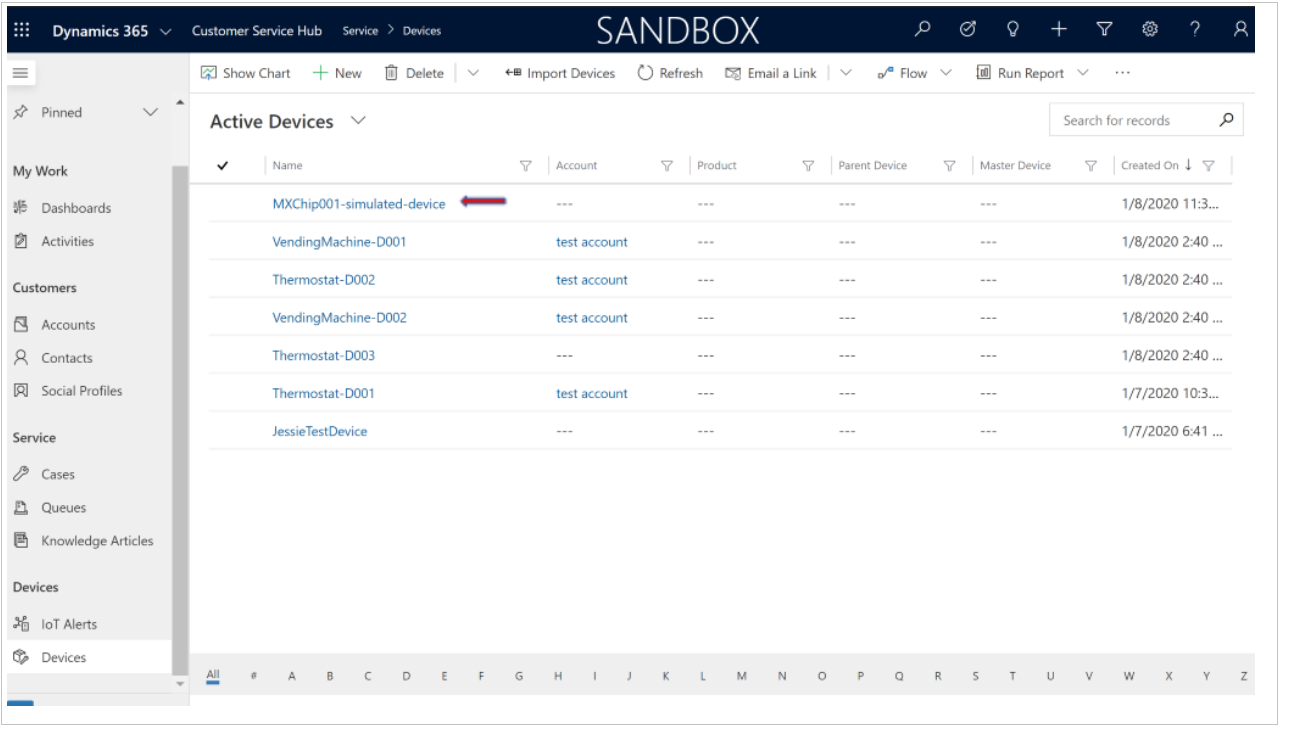 Dynamics 365 Customer Service Hub Service > Devices SANDBOX ?
Show Chart New Delete Import Devices Refresh Email a Link Flow Run Report ...
Pinned
Active Devices
Search for records
Name Account Product Parent Device Master Device Created On ↓
My Work
Dashboards
Activities
Customers
Accounts
Contacts
Social Profiles
Service
Cases
Queues
Knowledge Articles
Devices
IoT Alerts
Devices
MXChip001-simulated-device --- --- --- --- 1/8/2020 11:3...
VendingMachine-D001 test account --- --- --- 1/8/2020 2:40 ...
Thermostat-D002 test account --- --- --- 1/8/2020 2:40 ...
VendingMachine-D002 test account --- --- --- 1/8/2020 2:40 ...
Thermostat-D003 --- --- --- --- 1/8/2020 2:40 ...
Thermostat-D001 test account --- --- --- 1/7/2020 10:3...
JessieTestDevice --- --- --- --- 1/7/2020 6:41 ...
All # A B C D E F G H I J K L M N O P Q R S T U V W X Y Z